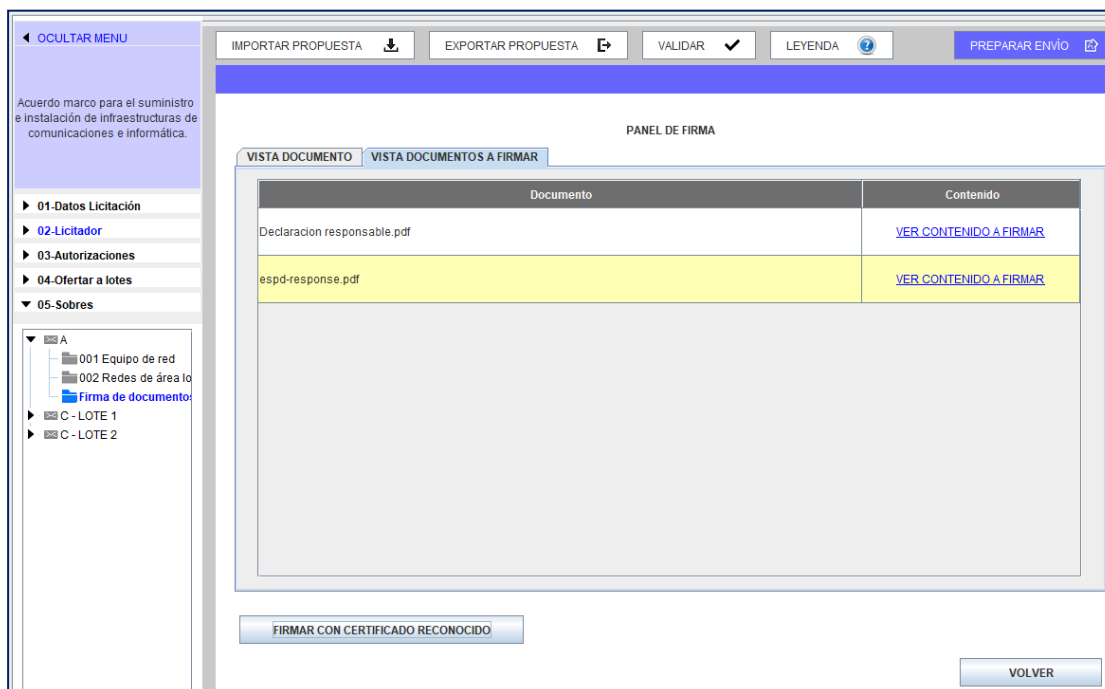 OCULTAR MENU
Acuerdo marco para el suministro
e instalación de infraestructuras de
comunicaciones e informática.
01-Datos Licitación
02-Licitador
03-Autorizaciones
04-Ofertar a lotes
05-Sobres
A
001 Equipo de red
002 Redes de área lo
Firma de documentos
C - LOTE 1
C - LOTE 2
IMPORTAR PROPUESTA
EXPORTAR PROPUESTA
VALIDAR
LEYENDA
PREPARAR ENVÍO
PANEL DE FIRMA
VISTA DOCUMENTO
VISTA DOCUMENTOS A FIRMAR
Documento Contenido
Declaracion responsable.pdf VER CONTENIDO A FIRMAR
espd-response.pdf VER CONTENIDO A FIRMAR
FIRMAR CON CERTIFICADO RECONOCIDO
VOLVER